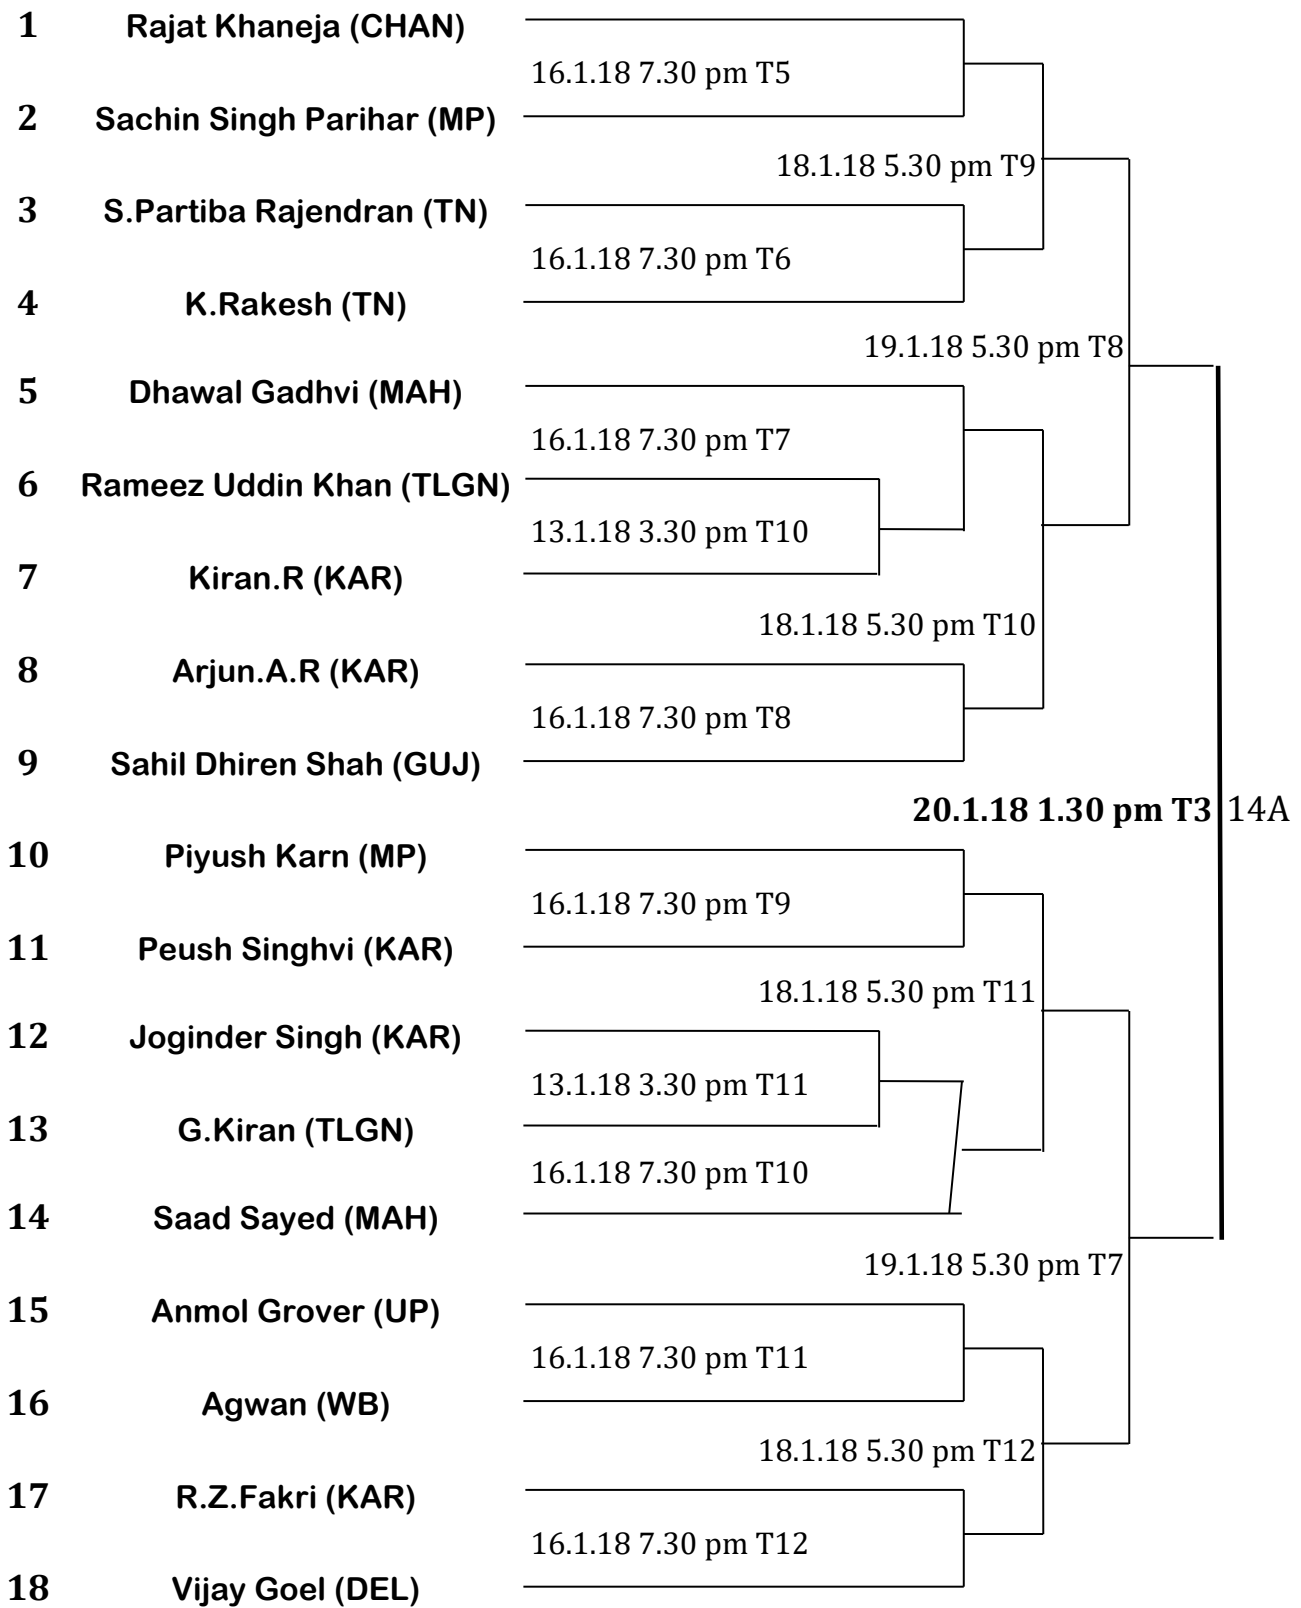 1 Rajat Khaneja (CHAN)
16.1.18 7.30 pm T5
2 Sachin Singh Parihar (MP)
18.1.18 5.30 pm T9
3 S.Partiba Rajendran (TN)
16.1.18 7.30 pm T6
4 K.Rakesh (TN)
19.1.18 5.30 pm T8
5 Dhawal Gadhvi (MAH)
16.1.18 7.30 pm T7
6 Rameez Uddin Khan (TLGN)
13.1.18 3.30 pm T10
7 Kiran.R (KAR)
18.1.18 5.30 pm T10
8 Arjun.A.R (KAR)
16.1.18 7.30 pm T8
9 Sahil Dhiren Shah (GUJ)
20.1.18 1.30 pm T3 14A
10 Piyush Karn (MP)
16.1.18 7.30 pm T9
11 Peush Singhvi (KAR)
18.1.18 5.30 pm T11
12 Joginder Singh (KAR)
13.1.18 3.30 pm T11
13 G.Kiran (TLGN)
16.1.18 7.30 pm T10
14 Saad Sayed (MAH)
19.1.18 5.30 pm T7
15 Anmol Grover (UP)
16.1.18 7.30 pm T11
16 Agwan (WB)
18.1.18 5.30 pm T12
17 R.Z.Fakri (KAR)
16.1.18 7.30 pm T12
18 Vijay Goel (DEL)